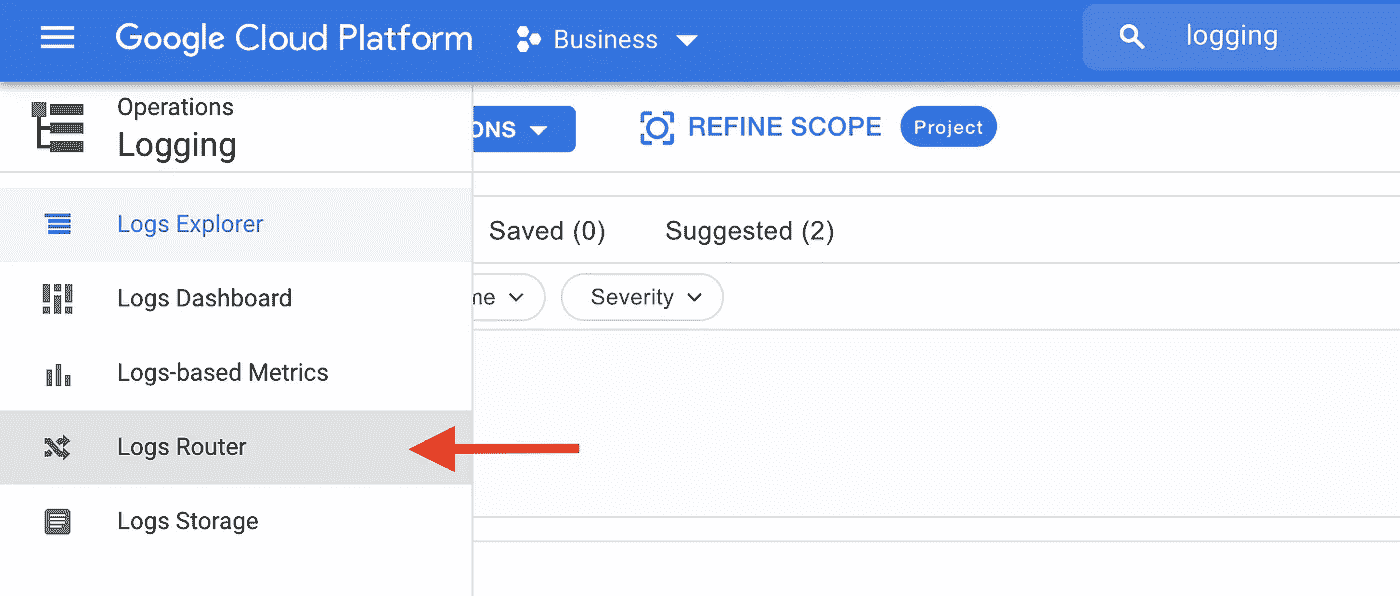 Google Cloud Platform
Business
logging
Operations
Logging
ONS
REFINE SCOPE
Project
Logs Explorer
Saved (0)
Suggested (2)
Logs Dashboard
me
Severity
Logs-based Metrics
Logs Router
Logs Storage